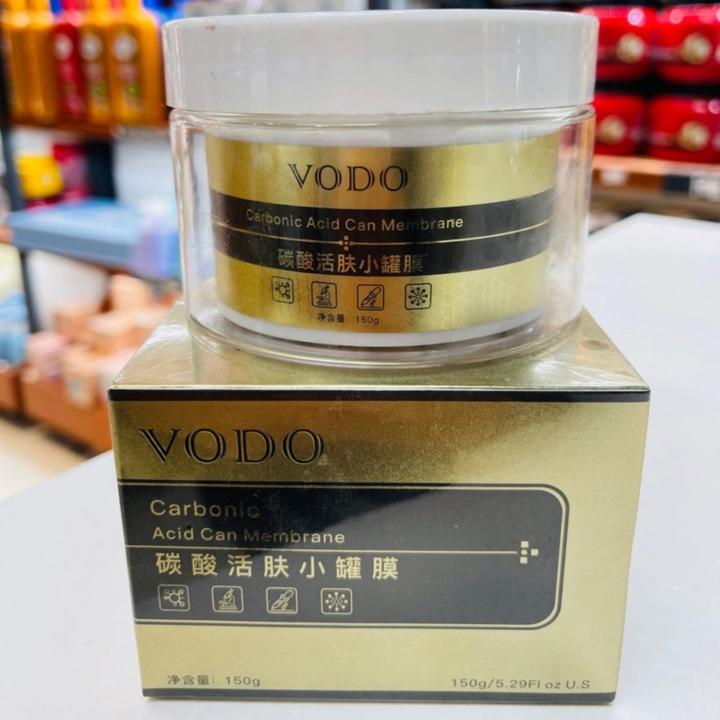 VODO
Carbonic Acid Can Membrane
碳酸活肤小罐膜
净含量: 150g
VODO
Carbonic
Acid Can Membrane
碳酸活肤小罐膜
净含量: 150g
150g/5.29Fl oz U.S